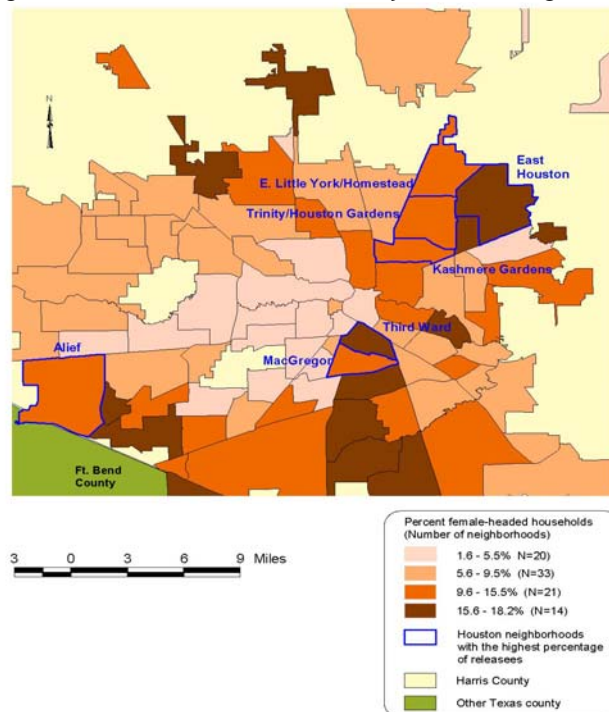 N
East
Houston
E. Little York/Homestead
Trinity/Houston Gardens
Kashmere Gardens
Third Ward
Alief
MacGregor
Ft. Bend
County
3 0 3 6 9 Miles
Percent female-headed households
(Number of neighborhoods)
1.6 - 5.5% N=20)
5.6 - 9.5% (N=33)
9.6 - 15.5% (N=21)
15.6 - 18.2% (N=14)
Houston neighborhoods
with the highest percentage
of releasees
Harris County
Other Texas county